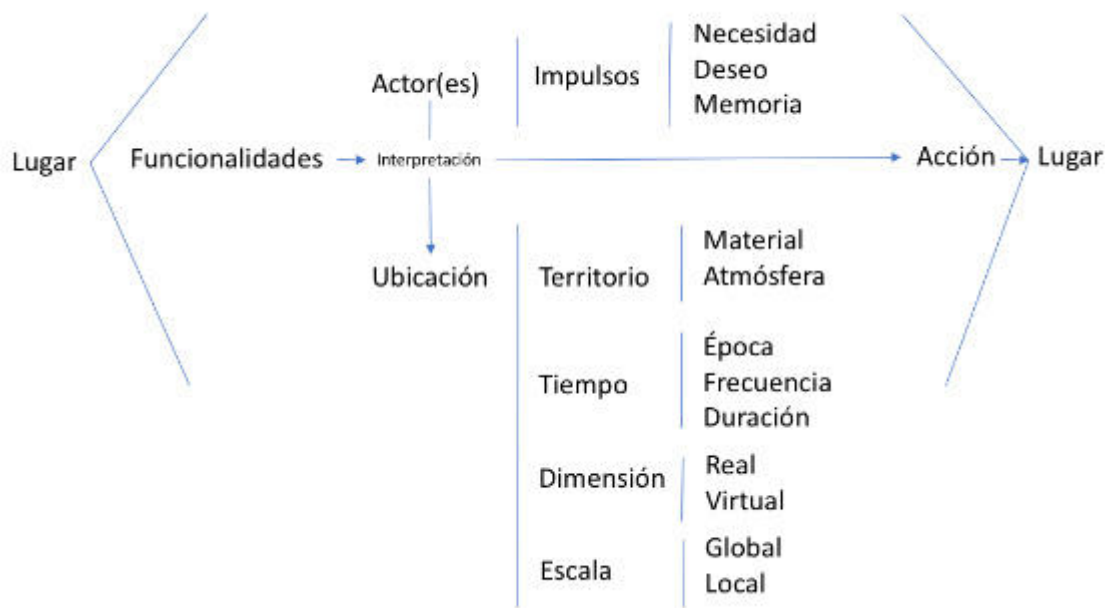 Necesidad
Actor(es)
Impulsos
Deseo
Memoria
Lugar
Funcionalidades
Interpretación
Acción
Lugar
Ubicación
Territorio
Material
Atmósfera
Tiempo
Época
Frecuencia
Duración
Dimensión
Real
Virtual
Escala
Global
Local